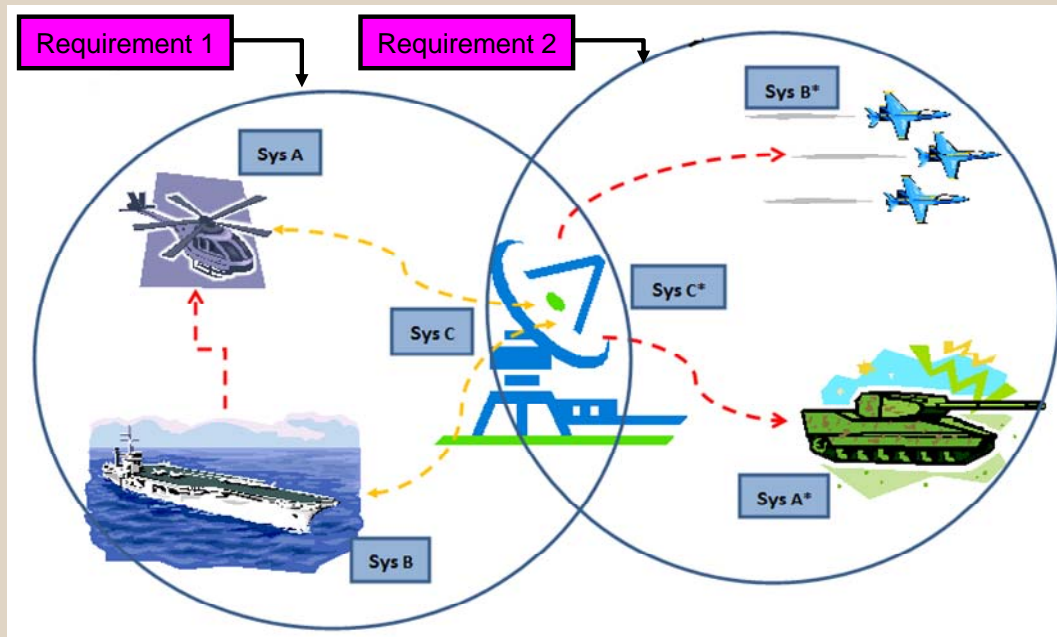 Requirement 1
Requirement 2
Sys A
Sys B*
Sys C
Sys C*
Sys B
Sys A*